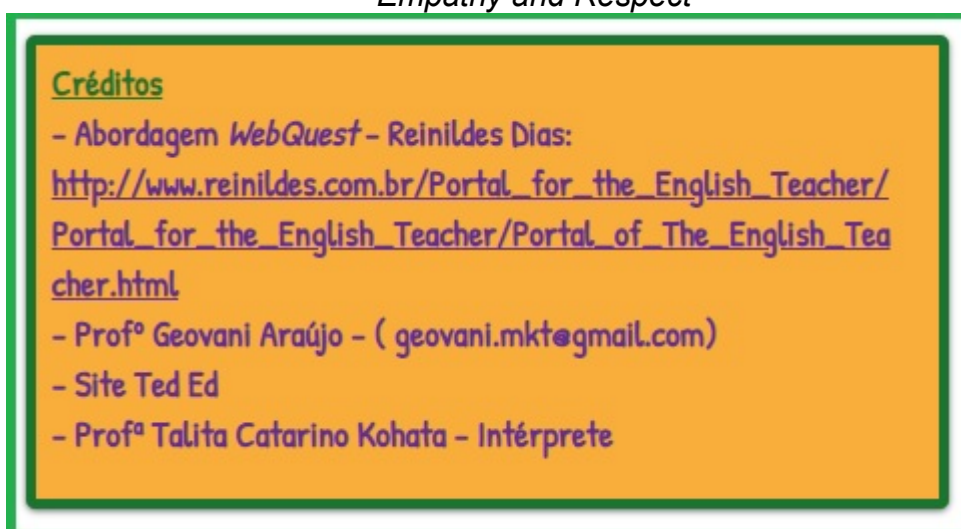 Empathy and Respect
Créditos
- Abordagem WebQuest - Reinildes Dias:
http://www.reinildes.com.br/Portal_for_the_English_Teacher/
Portal_for_the_English_Teacher/Portal_of_The_English_Tea
cher.html
- Profº Geovani Araújo - ( geovani.mkt@gmail.com)
- Site Ted Ed
- Profª Talita Catarino Kohata - Intérprete